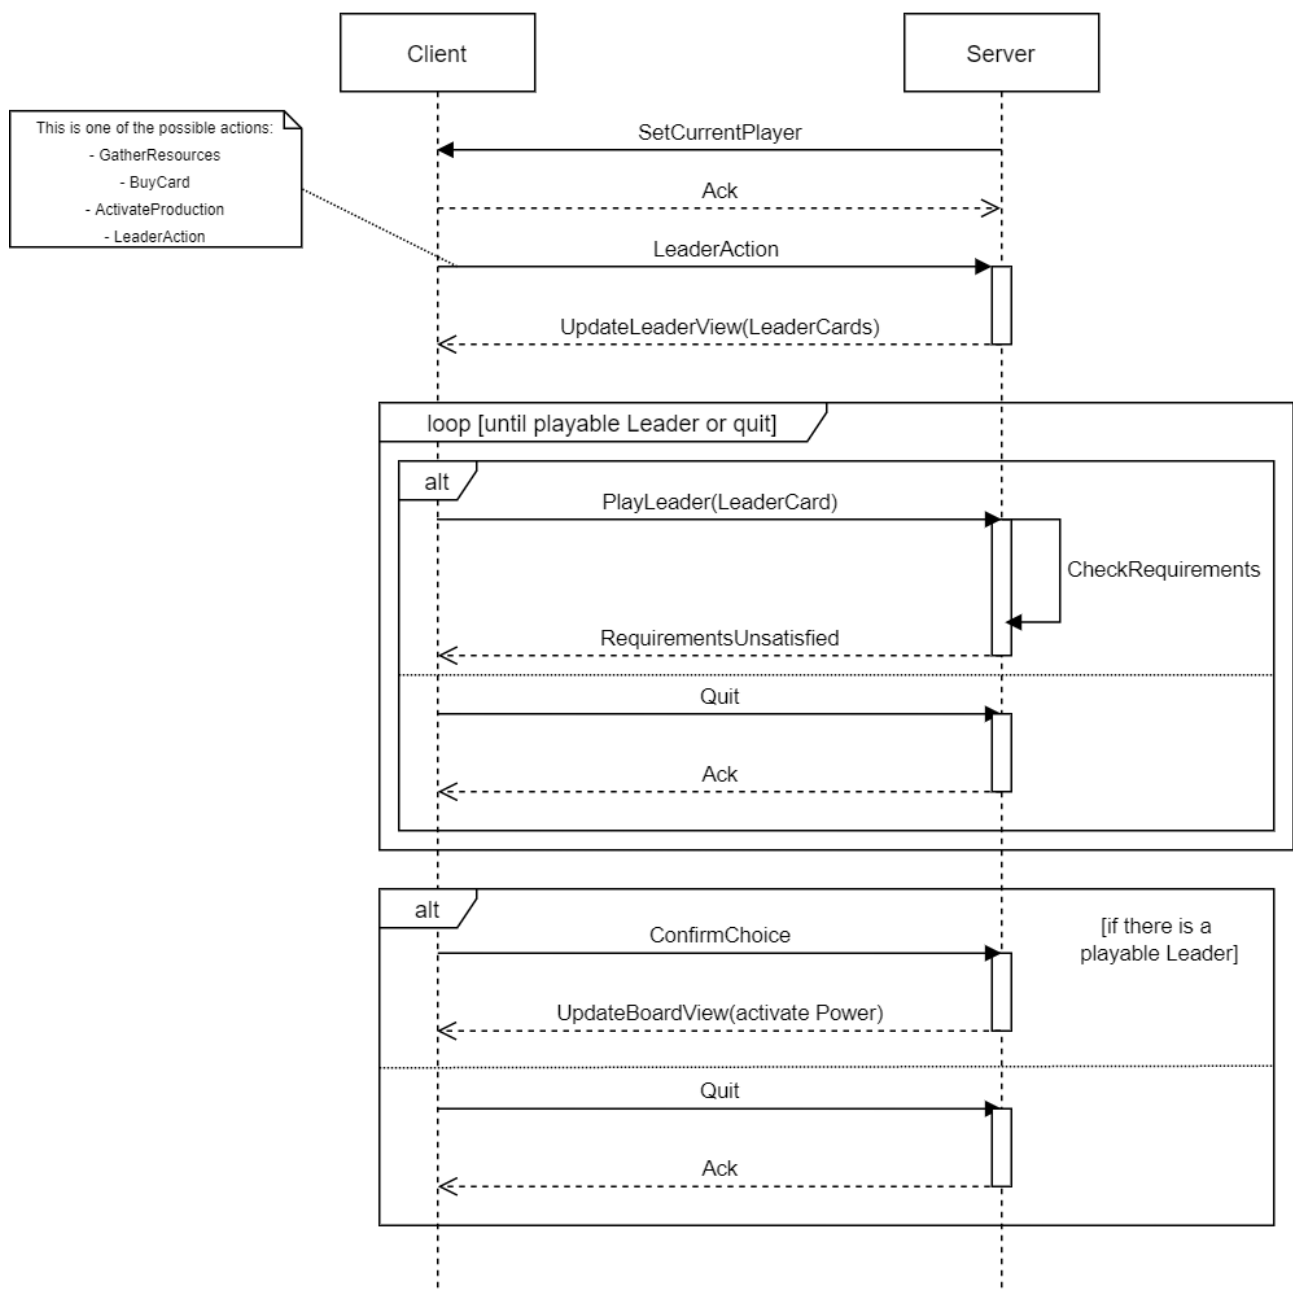 Client
Server
This is one of the possible actions:
- GatherResources
- BuyCard
- ActivateProduction
- LeaderAction
SetCurrentPlayer
Ack
LeaderAction
UpdateLeaderView(LeaderCards)
loop [until playable Leader or quit]
alt
PlayLeader(LeaderCard)
CheckRequirements
RequirementsUnsatisfied
Quit
Ack
alt
[if there is a
playable Leader]
ConfirmChoice
UpdateBoardView(activate Power)
Quit
Ack